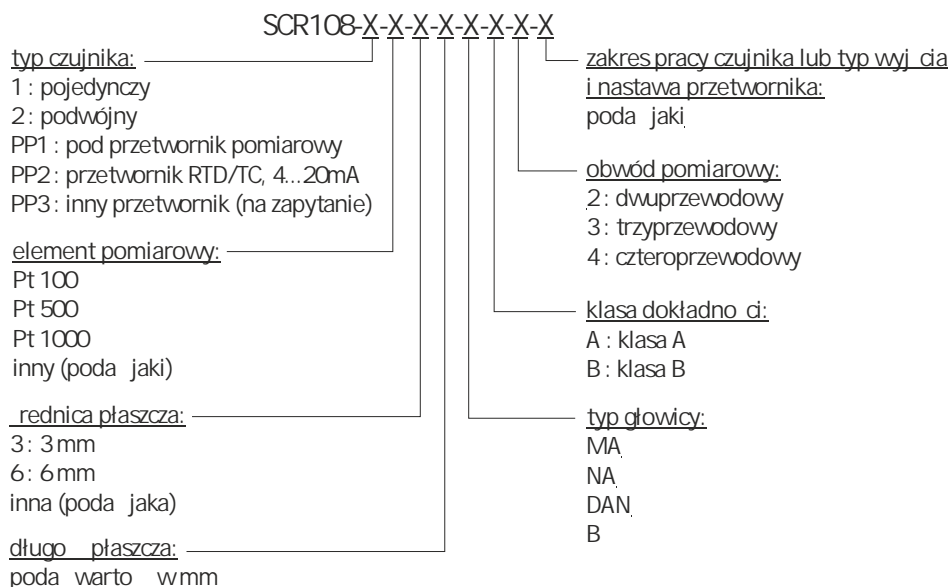 SCR108-X-X-X-X-X-X-X-X
typ czujnika:
1 : pojedynczy
2 : podwójny
PP1 : pod przetwornik pomiarowy
PP2 : przetwornik RTD/TC, 4...20mA
PP3 : inny przetwornik (na zapytanie)
element pomiarowy:
Pt 100
Pt 500
Pt 1000
inny (poda jaki)
rednica płaszcza:
3 : 3 mm
6 : 6 mm
inna (poda jaka)
długo płaszcza:
poda warto w mm
zakres pracy czujnika lub typ wyj cia
i nastawa przetwornika:
poda jaki
obwód pomiarowy:
2 : dwuprzewodowy
3 : trzyprzewodowy
4 : czteroprzewodowy
klasa dokładno ci:
A : klasa A
B : klasa B
typ głowicy:
MA
NA
DAN
B